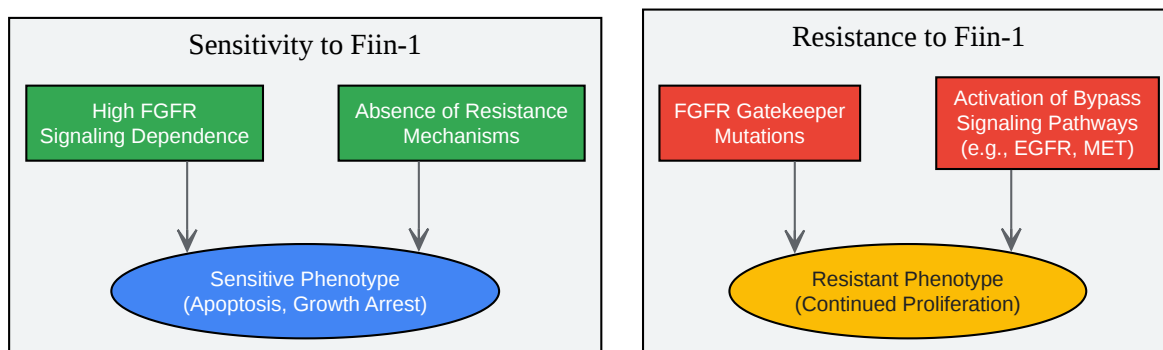 Sensitivity to Fiin-1
High FGFR
Signaling Dependence
Absence of Resistance
Mechanisms
Sensitive Phenotype
(Apoptosis, Growth Arrest)
Resistance to Fiin-1
FGFR Gatekeeper
Mutations
Activation of Bypass
Signaling Pathways
(e.g., EGFR, MET)
Resistant Phenotype
(Continued Proliferation)